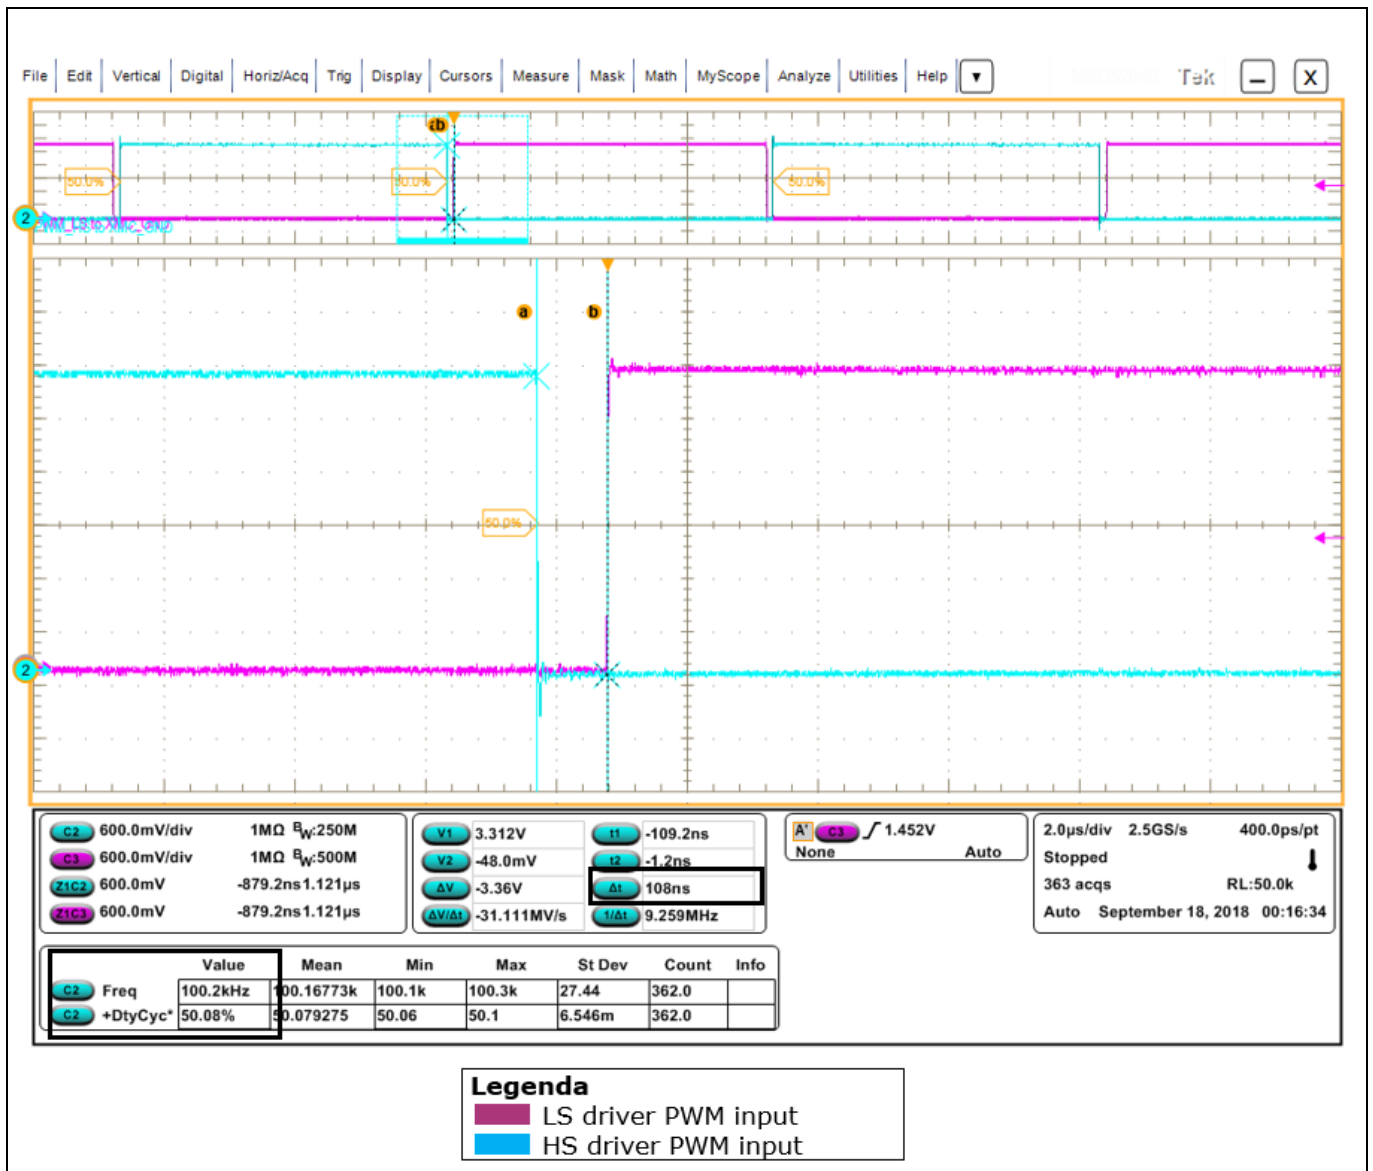 File Edit Vertical Digital Horiz/Acq Trig Display Cursors Measure Mask Math MyScope Analyze Utilities Help Tek X
b
50.0% 50.0% 50.0%
2
a b
50.0%
2
C2 600.0mV/div 1MΩ BW:250M
C3 600.0mV/div 1MΩ BW:500M
Z1C2 600.0mV -879.2ns 1.121µs
Z1C3 600.0mV -879.2ns 1.121µs
V1 3.312V t1 -109.2ns
V2 -48.0mV t2 -1.2ns
ΔV -3.36V Δt 108ns
ΔV/Δt -31.111MV/s 1/Δt 9.259MHz
A' C3 1.452V
None Auto
2.0µs/div 2.5GS/s 400.0ps/pt
Stopped
363 acqs RL:50.0k
Auto September 18, 2018 00:16:34
Value Mean Min Max St Dev Count Info
C2 Freq 100.2kHz 100.16773k 100.1k 100.3k 27.44 362.0
C2 +DtyCyc* 50.08% 50.079275 50.06 50.1 6.546m 362.0
Legenda
LS driver PWM input
HS driver PWM input